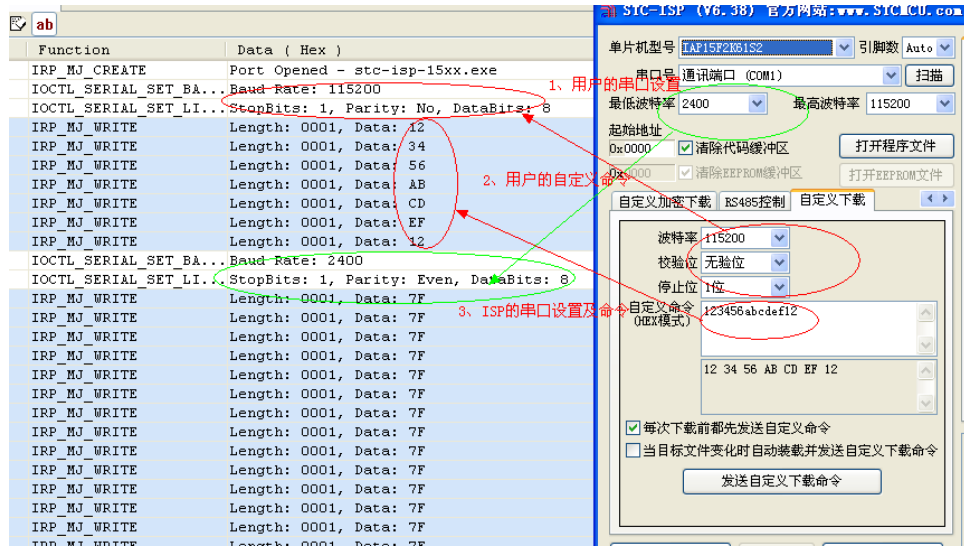 ab
Function Data ( Hex )
IRP_MJ_CREATE Port Opened - stc-isp-15xx.exe
IOCTL_SERIAL_SET_BA...Baud Rate: 115200
IOCTL_SERIAL_SET_LI...StopBits: 1, Parity: No, DataBits: 8
IRP_MJ_WRITE Length: 0001, Data: 12
IRP_MJ_WRITE Length: 0001, Data: 34
IRP_MJ_WRITE Length: 0001, Data: 56
IRP_MJ_WRITE Length: 0001, Data: AB
IRP_MJ_WRITE Length: 0001, Data: CD
IRP_MJ_WRITE Length: 0001, Data: EF
IRP_MJ_WRITE Length: 0001, Data: 12
IOCTL_SERIAL_SET_BA...Baud Rate: 2400
IOCTL_SERIAL_SET_LI...StopBits: 1, Parity: Even, DataBits: 8
IRP_MJ_WRITE Length: 0001, Data: 7F
IRP_MJ_WRITE Length: 0001, Data: 7F
IRP_MJ_WRITE Length: 0001, Data: 7F
IRP_MJ_WRITE Length: 0001, Data: 7F
IRP_MJ_WRITE Length: 0001, Data: 7F
IRP_MJ_WRITE Length: 0001, Data: 7F
IRP_MJ_WRITE Length: 0001, Data: 7F
IRP_MJ_WRITE Length: 0001, Data: 7F
IRP_MJ_WRITE Length: 0001, Data: 7F
IRP_MJ_WRITE Length: 0001, Data: 7F
IRP_MJ_WRITE Length: 0001, Data: 7F
IRP_MJ_WRITE Length: 0001, Data: 7F
IRP_MJ_WRITE Length: 0001, Data: 7F
1、用户的串口设置
2、用户的自定义命令
3、ISP的串口设置及命令
STC-ISP (V6.38) 官方网站:www.STCMCU.com
单片机型号 IAP15F2K61S2 引脚数 Auto
串口号 通讯端口 (COM1) 扫描
最低波特率 2400 最高波特率 115200
起始地址
0x0000 清除代码缓冲区 打开程序文件
0x0000 清除EEPROM缓冲区 打开EEPROM文件
自定义加密下载 RS485控制 自定义下载
波特率 115200
校验位 无验位
停止位 1位
自定义命令 123456abcdef12
(HEX模式)
12 34 56 AB CD EF 12
每次下载前都先发送自定义命令
当目标文件变化时自动装载并发送自定义下载命令
发送自定义下载命令